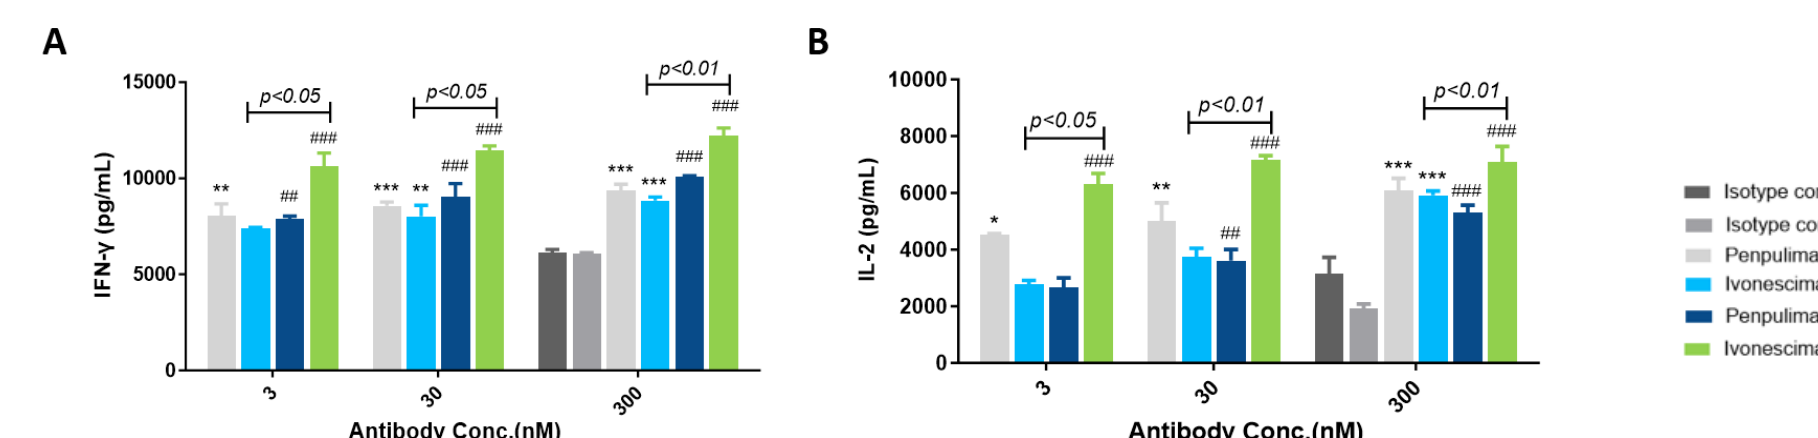 A
IFN-γ (pg/mL)
15000
10000
5000
0
p<0.05
p<0.05
p<0.01
**
##
###
***
**
###
###
***
***
###
###
3
30
300
Antibody Conc.(nM)
B
IL-2 (pg/mL)
10000
8000
6000
4000
2000
0
p<0.05
p<0.01
p<0.01
*
###
**
##
###
***
***
###
###
3
30
300
Antibody Conc.(nM)
Isotype
Isotype